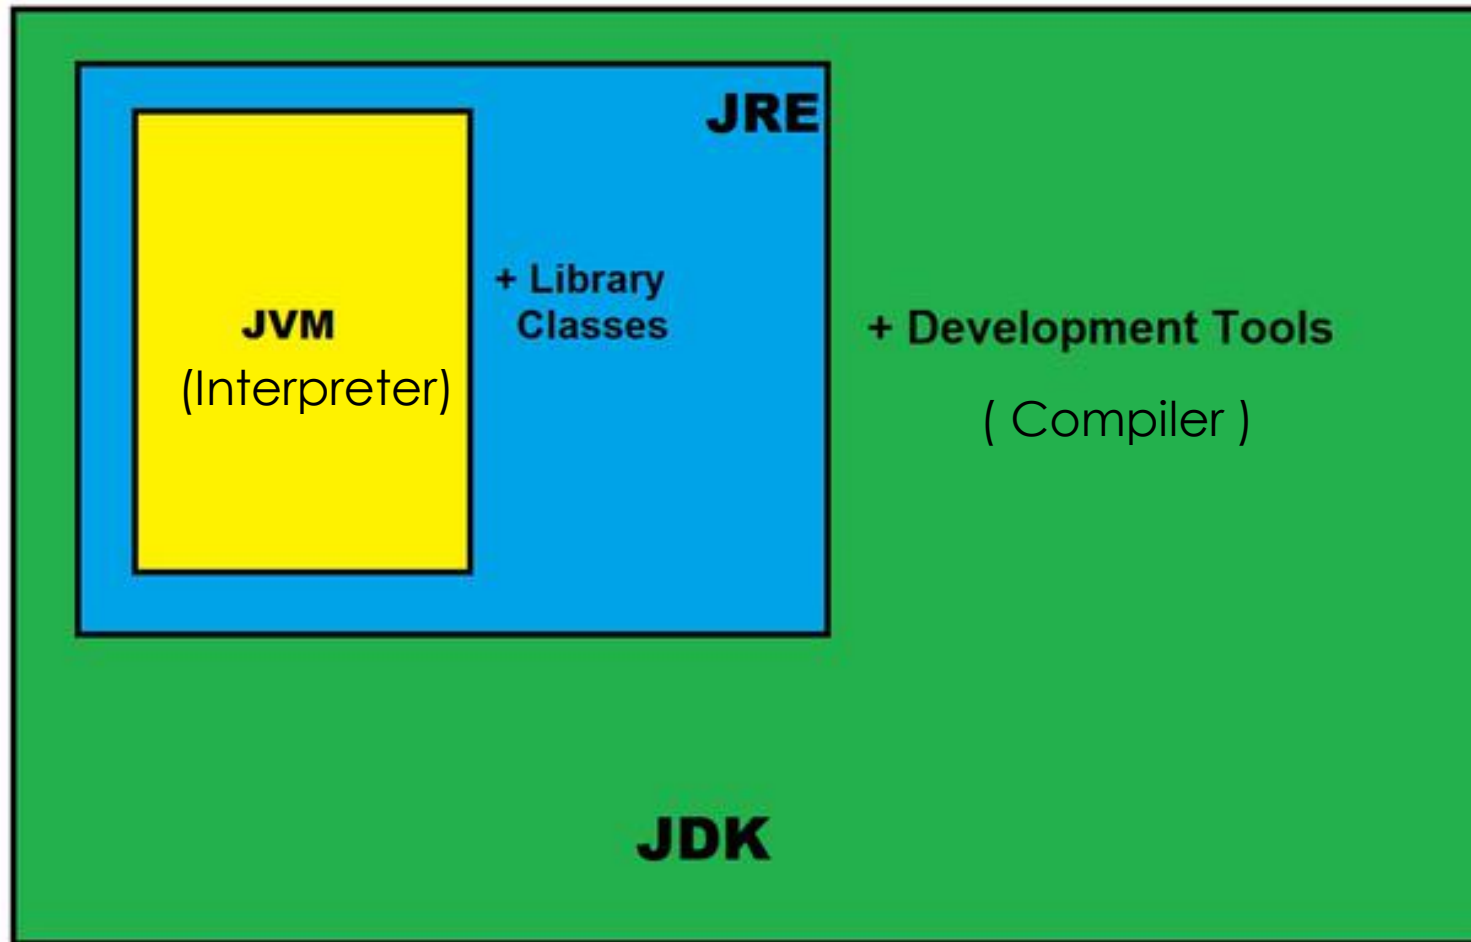 JRE
+ Library
Classes
JVM
(Interpreter)
+ Development Tools
( Compiler )
JDK